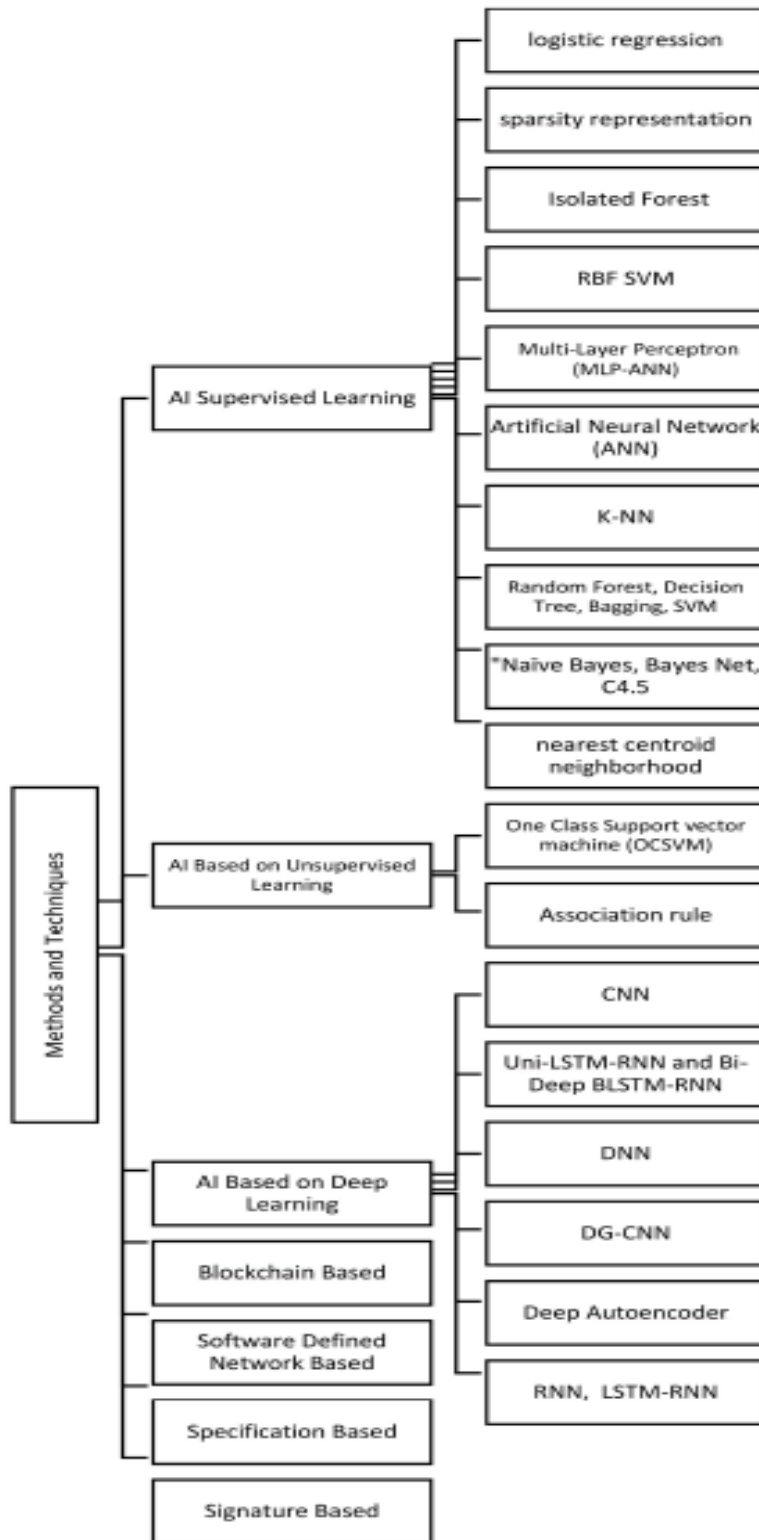 Methods and Techniques
AI Supervised Learning
logistic regression
sparsity representation
Isolated Forest
RBF SVM
Multi-Layer Perceptron
(MLP-ANN)
Artificial Neural Network
(ANN)
K-NN
Random Forest, Decision
Tree, Bagging, SVM
"Naïve Bayes, Bayes Net,
C4.5
nearest centroid
neighborhood
AI Based on Unsupervised
Learning
One Class Support vector
machine (OCSVM)
Association rule
AI Based on Deep
Learning
CNN
Uni-LSTM-RNN and Bi-
Deep BLSTM-RNN
DNN
DG-CNN
Deep Autoencoder
RNN, LSTM-RNN
Blockchain Based
Software Defined
Network Based
Specification Based
Signature Based